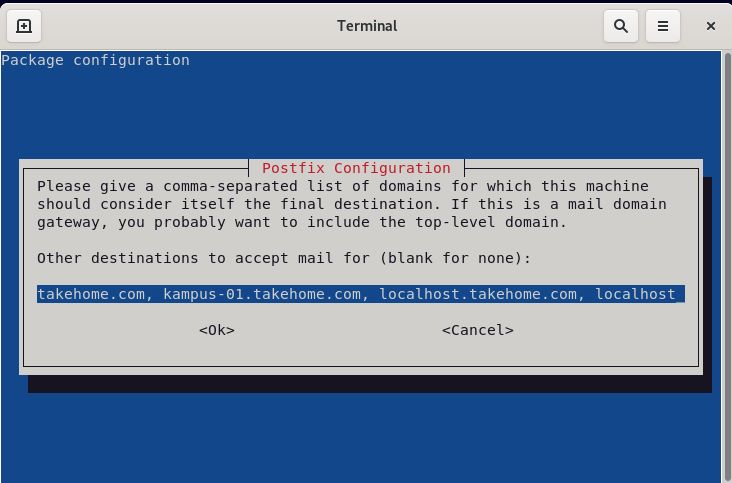 Terminal
Package configuration
Postfix Configuration
Please give a comma-separated list of domains for which this machine
should consider itself the final destination. If this is a mail domain
gateway, you probably want to include the top-level domain.
Other destinations to accept mail for (blank for none):
takehome.com, kampus-01.takehome.com, localhost.takehome.com, localhost_
<Ok> <Cancel>